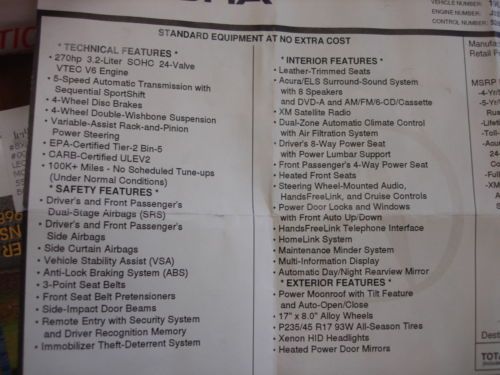 VEHICLE NUMBER:
ENGINE NUMBER:
CONTROL NUMBER:
STANDARD EQUIPMENT AT NO EXTRA COST
* TECHNICAL FEATURES *
• 270hp 3.2-Liter SOHC 24-Valve
VTEC V6 Engine
• 5-Speed Automatic Transmission with
Sequential SportShift
• 4-Wheel Disc Brakes
• 4-Wheel Double-Wishbone Suspension
• Variable-Assist Rack-and-Pinion
Power Steering
• EPA-Certified Tier-2 Bin-5
• CARB-Certified ULEV2
• 100K+ Miles - No Scheduled Tune-ups
(Under Normal Conditions)
* SAFETY FEATURES *
• Driver's and Front Passenger's
Dual-Stage Airbags (SRS)
• Driver's and Front Passenger's
Side Airbags
• Side Curtain Airbags
• Vehicle Stability Assist (VSA)
• Anti-Lock Braking System (ABS)
• 3-Point Seat Belts
• Front Seat Belt Pretensioners
• Side-Impact Door Beams
• Remote Entry with Security System
and Driver Recognition Memory
• Immobilizer Theft-Deterrent System
* INTERIOR FEATURES *
• Leather-Trimmed Seats
• Acura/ELS Surround-Sound System
with 8 Speakers
and DVD-A and AM/FM/6-CD/Cassette
• XM Satellite Radio
• Dual-Zone Automatic Climate Control
with Air Filtration System
• Driver's 8-Way Power Seat
with Power Lumbar Support
• Front Passenger's 4-Way Power Seat
• Heated Front Seats
• Steering Wheel-Mounted Audio,
HandsFreeLink, and Cruise Controls
• Power Door Locks and Windows
with Front Auto Up/Down
• HandsFreeLink Telephone Interface
• HomeLink System
• Maintenance Minder System
• Multi-Information Display
• Automatic Day/Night Rearview Mirror
* EXTERIOR FEATURES *
• Power Moonroof with Tilt Feature
and Auto-Open/Close
• 17" x 8.0" Alloy Wheels
• P235/45 R17 93W All-Season Tires
• Xenon HID Headlights
• Heated Power Door Mirrors
Retail
MSRP